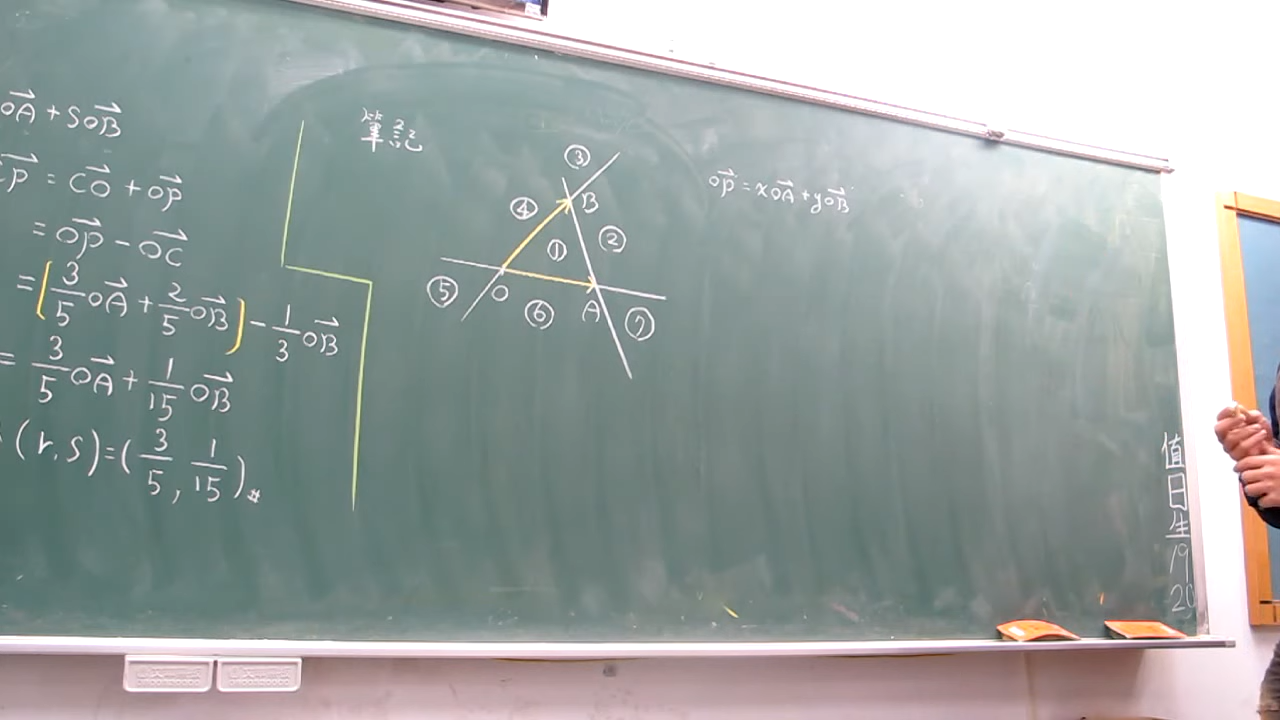 OA + SOB
CP = CO + OP
= OP - OC
= (3/5 OA + 2/5 OB) - 1/3 OB
= 3/5 OA + 1/15 OB
(r,s)=(3/5, 1/15)
筆記
③
B
④
②
①
⑤
O
⑥
A
⑦
OP = xOA + yOB
值日生
19
20